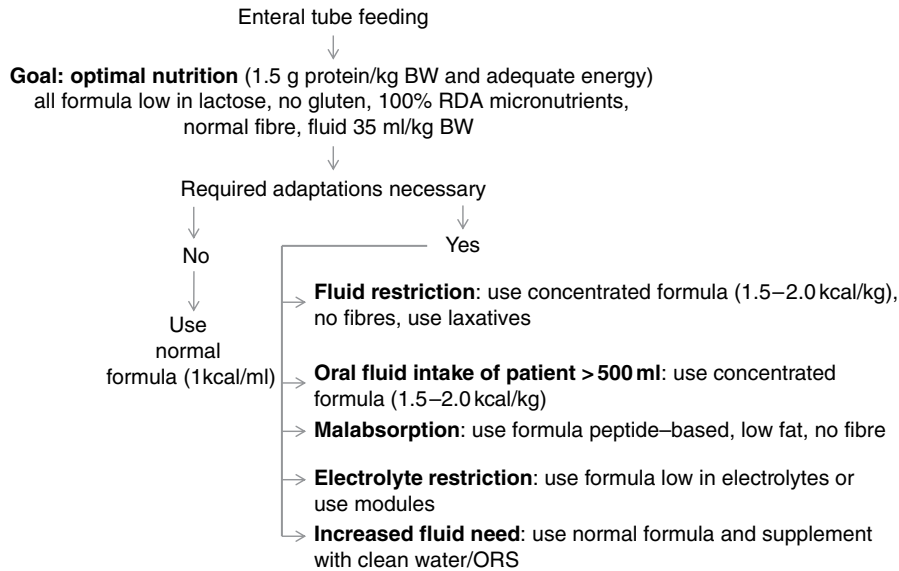 Enteral tube feeding
Goal: optimal nutrition (1.5 g protein/kg BW and adequate energy)
all formula low in lactose, no gluten, 100% RDA micronutrients,
normal fibre, fluid 35 ml/kg BW
Required adaptations necessary
No
Yes
Use
normal
formula (1kcal/ml)
Fluid restriction: use concentrated formula (1.5–2.0 kcal/kg),
no fibres, use laxatives
Oral fluid intake of patient > 500 ml: use concentrated
formula (1.5–2.0 kcal/kg)
Malabsorption: use formula peptide–based, low fat, no fibre
Electrolyte restriction: use formula low in electrolytes or
use modules
Increased fluid need: use normal formula and supplement
with clean water/ORS